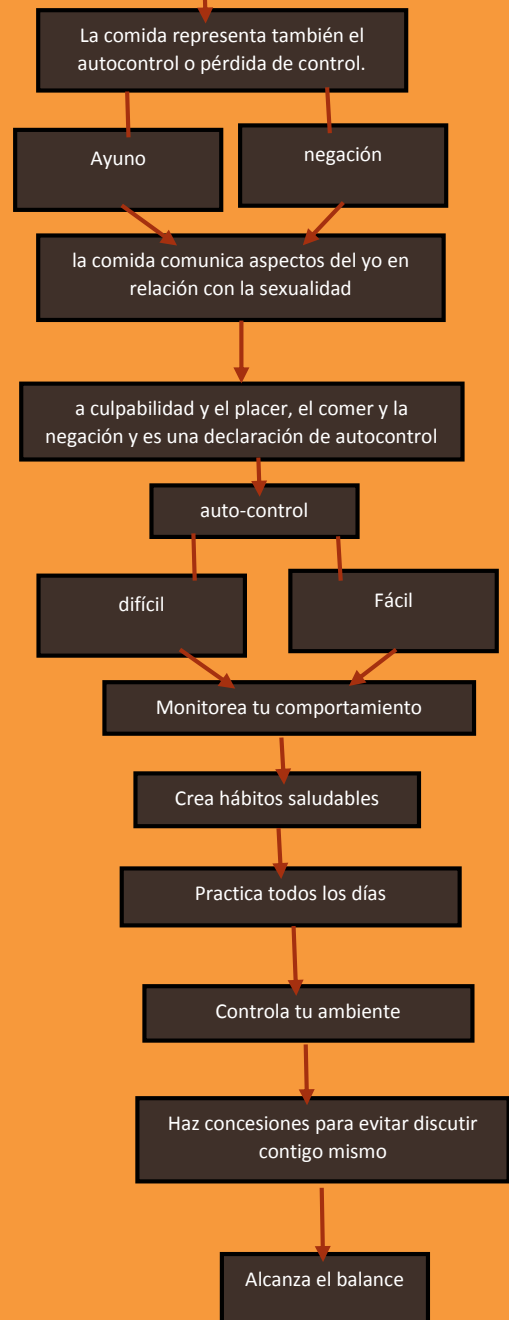 La comida representa también el
autocontrol o pérdida de control.
Ayuno
negación
la comida comunica aspectos del yo en
relación con la sexualidad
a culpabilidad y el placer, el comer y la
negación y es una declaración de autocontrol
auto-control
difícil
Fácil
Monitorea tu comportamiento
Crea hábitos saludables
Practica todos los días
Controla tu ambiente
Haz concesiones para evitar discutir
contigo mismo
Alcanza el balance